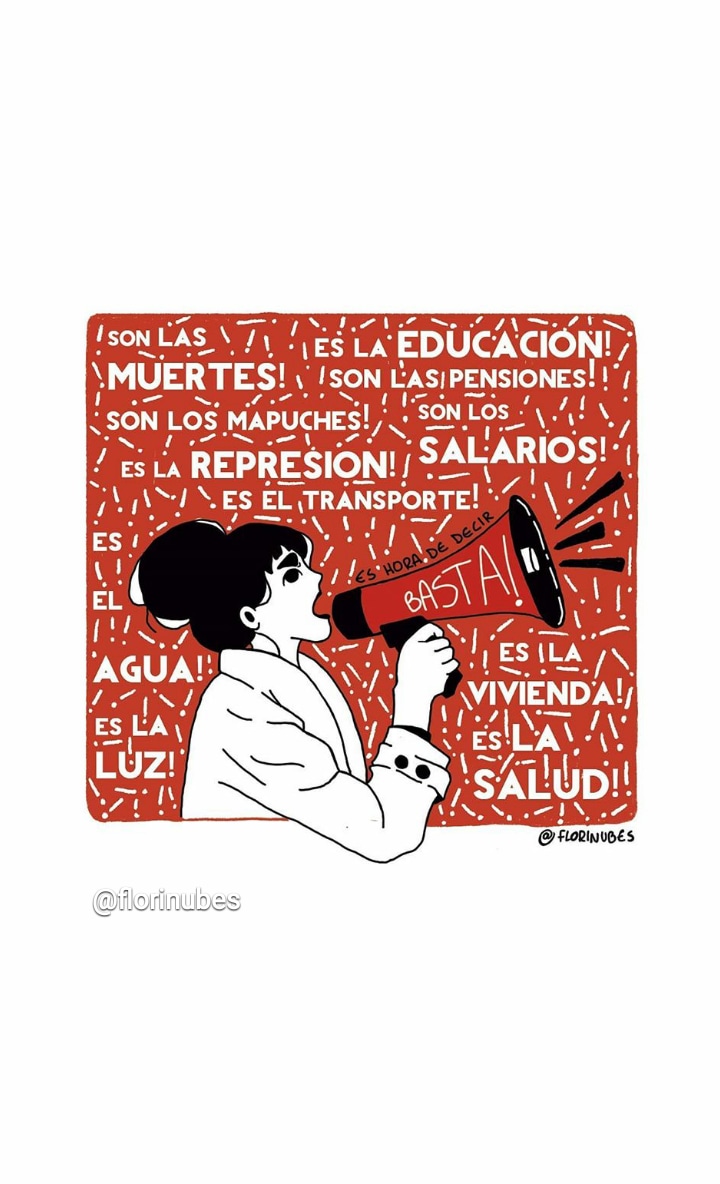 SON LAS
MUERTES!
ES LA EDUCACIÓN!
SON LAS PENSIONES!
SON LOS MAPUCHES!
SON LOS
SALARIOS!
ES LA REPRESIÓN!
ES EL TRANSPORTE!
ES
EL
AGUA!
ES LA
LUZ!
ES HORA DE DECIR
BASTA!
ES LA
VIVIENDA!
ES LA
SALUD!
@FLORINUBES
@florinubes